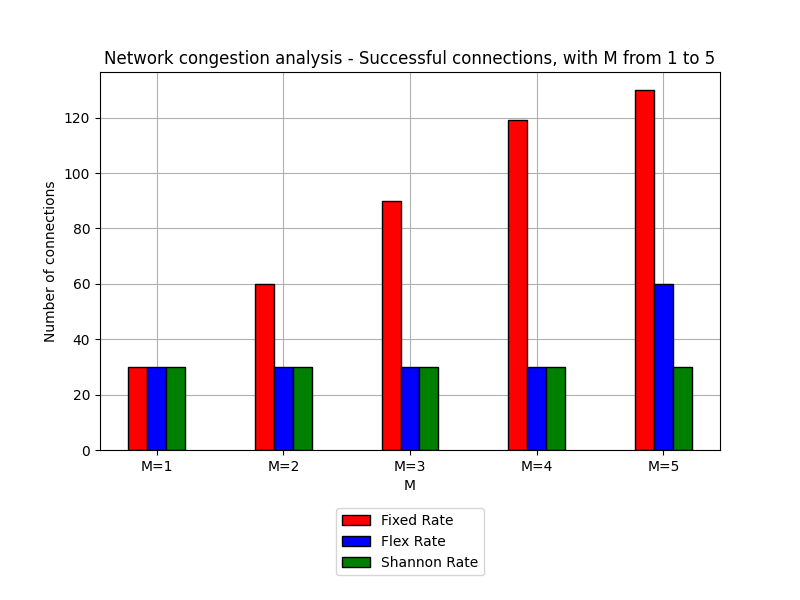 Network congestion analysis - Successful connections, with M from 1 to 5
Number of connections
120
100
80
60
40
20
0
M=1 M=2 M=3 M=4 M=5
M
Fixed Rate
Flex Rate
Shannon Rate